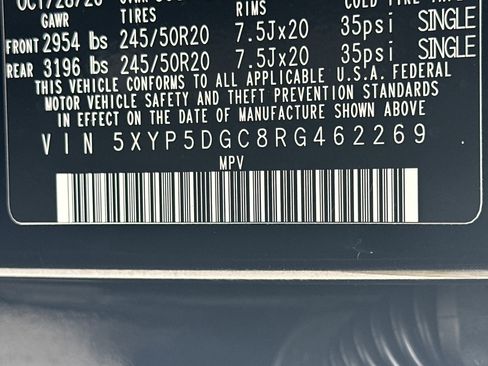 GAWR TIRES RIMS
FRONT 2954 lbs 245/50R20 7.5Jx20 35psi SINGLE
REAR 3196 lbs 245/50R20 7.5Jx20 35psi SINGLE
THIS VEHICLE CONFORMS TO ALL APPLICABLE U.S.A. FEDERAL
MOTOR VEHICLE SAFETY AND THEFT PREVENTION STANDARDS
IN EFFECT ON THE DATE OF MANUFACTURE SHOWN ABOVE.
VIN 5XYP5DGC8RG462269
MPV